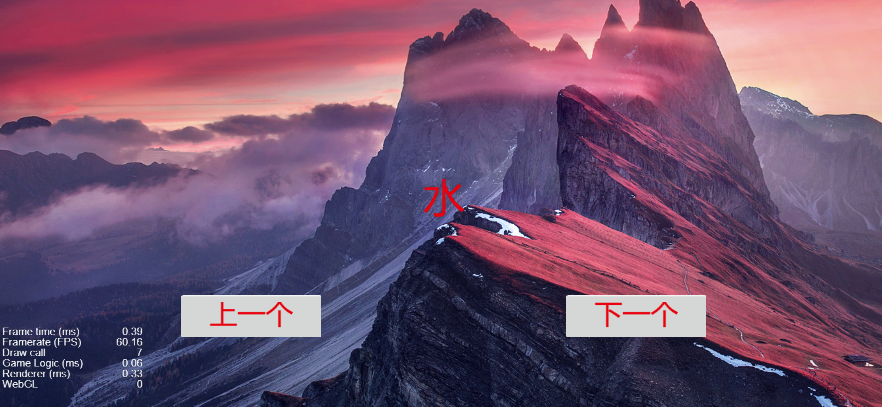 水
上一个
下一个
Frame time (ms) 0.39
Framerate (FPS) 60.16
Draw call 7
Game Logic (ms) 0.06
Renderer (ms) 0.33
WebGL 0